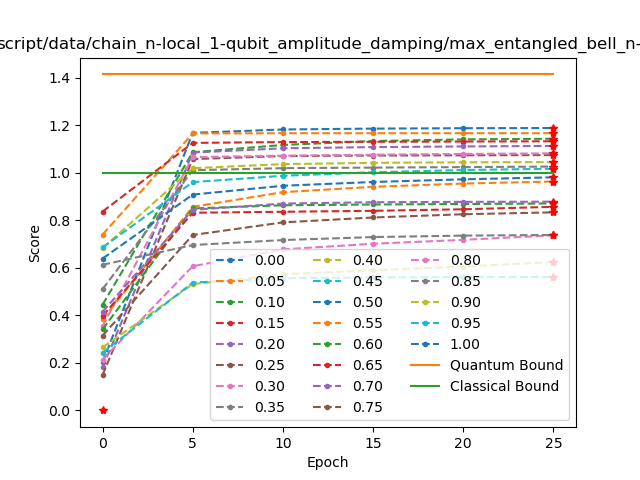 script/data/chain_n-local_1-qubit_amplitude_damping/max_entangled_bell_n-
1.4
1.2
1.0
0.8
0.6
0.4
0.2
0.0
Score
0 5 10 15 20 25
Epoch
0.00 0.40 0.80
0.05 0.45 0.85
0.10 0.50 0.90
0.15 0.55 0.95
0.20 0.60 1.00
0.25 0.65 Quantum Bound
0.30 0.70 Classical Bound
0.35 0.75